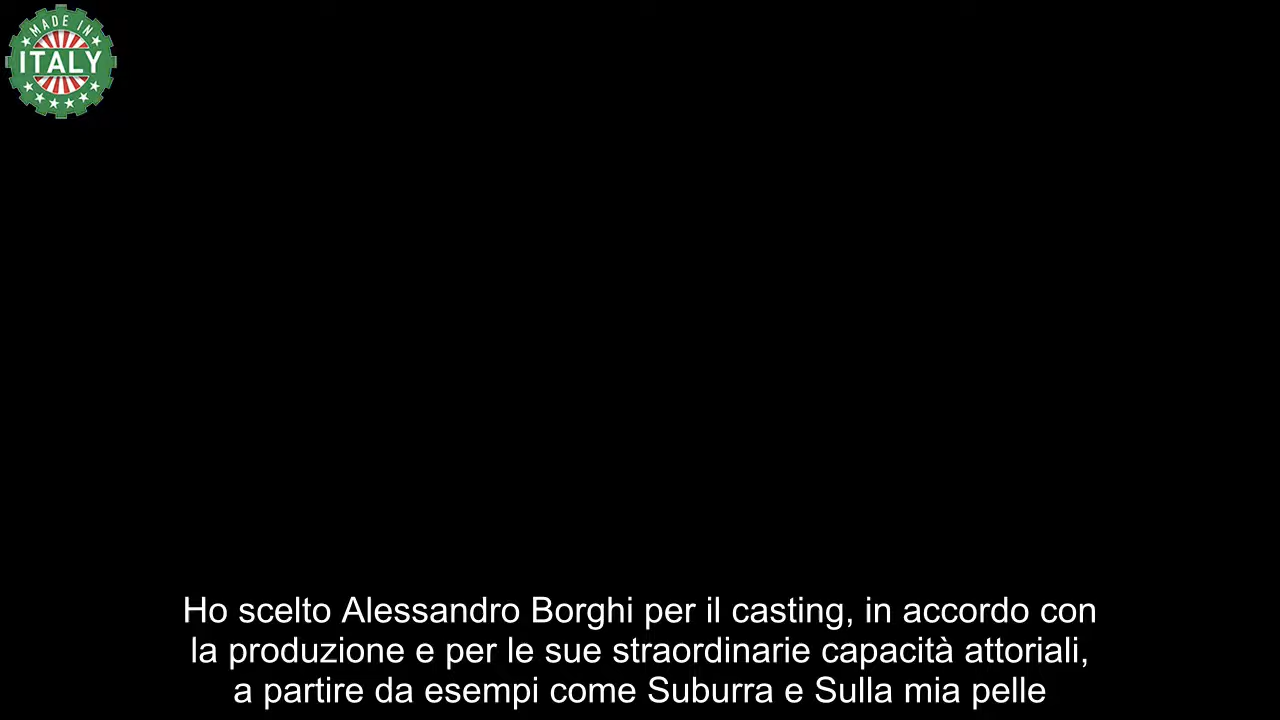 MADE IN
ITALY
Ho scelto Alessandro Borghi per il casting, in accordo con
la produzione e per le sue straordinarie capacità attoriali,
a partire da esempi come Suburra e Sulla mia pelle